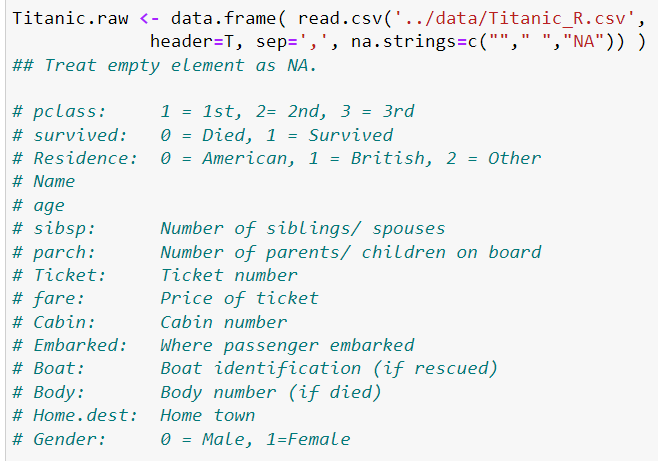 Titanic.raw <- data.frame( read.csv('../data/Titanic_R.csv',
header=T, sep=',', na.strings=c(""," ","NA")) )
## Treat empty element as NA.
# pclass: 1 = 1st, 2= 2nd, 3 = 3rd
# survived: 0 = Died, 1 = Survived
# Residence: 0 = American, 1 = British, 2 = Other
# Name
# age
# sibsp: Number of siblings/ spouses
# parch: Number of parents/ children on board
# Ticket: Ticket number
# fare: Price of ticket
# Cabin: Cabin number
# Embarked: Where passenger embarked
# Boat: Boat identification (if rescued)
# Body: Body number (if died)
# Home.dest: Home town
# Gender: 0 = Male, 1=Female